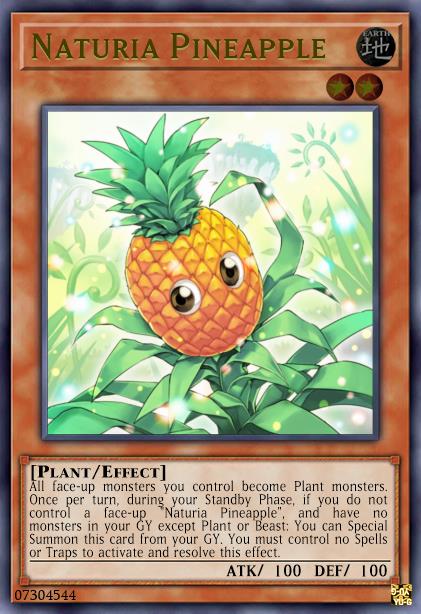 NATURIA PINEAPPLE
EARTH
地
[PLANT/EFFECT]
All face-up monsters you control become Plant monsters.
Once per turn, during your Standby Phase, if you do not
control a face-up "Naturia Pineapple", and have no
monsters in your GY except Plant or Beast: You can Special
Summon this card from your GY. You must control no Spells
or Traps to activate and resolve this effect.
ATK/ 100 DEF/ 100
07304544